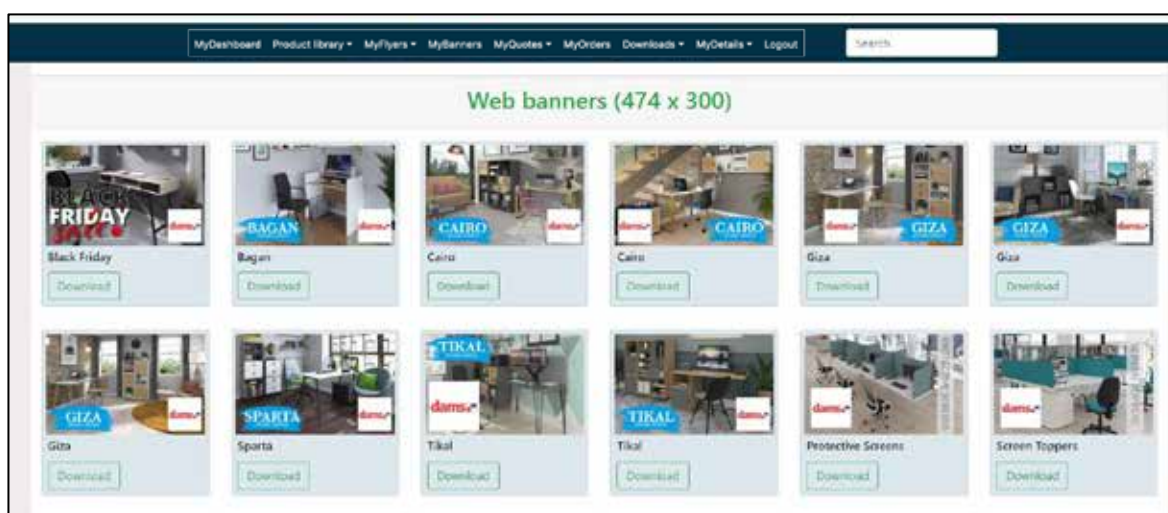 MyDashboard Product library MyFlyers MyBanners MyQuotes MyOrders Downloads MyDetails Logout Search
Web banners (474 x 300)
BLACK
FRIDAY
dams
BAGAN
dams
CAIRO
dams
dams
CAIRO
dams
GIZA
GIZA
dams
Black Friday Bagan Cairo Cairo Giza Giza
Download Download Download Download Download Download
GIZA
dams
SPARTA
dams
TIKAL
dams
TIKAL
dams
dams
dams
Giza Sparta Tikal Tikal Protective Screens Screen Toppers
Download Download Download Download Download Download